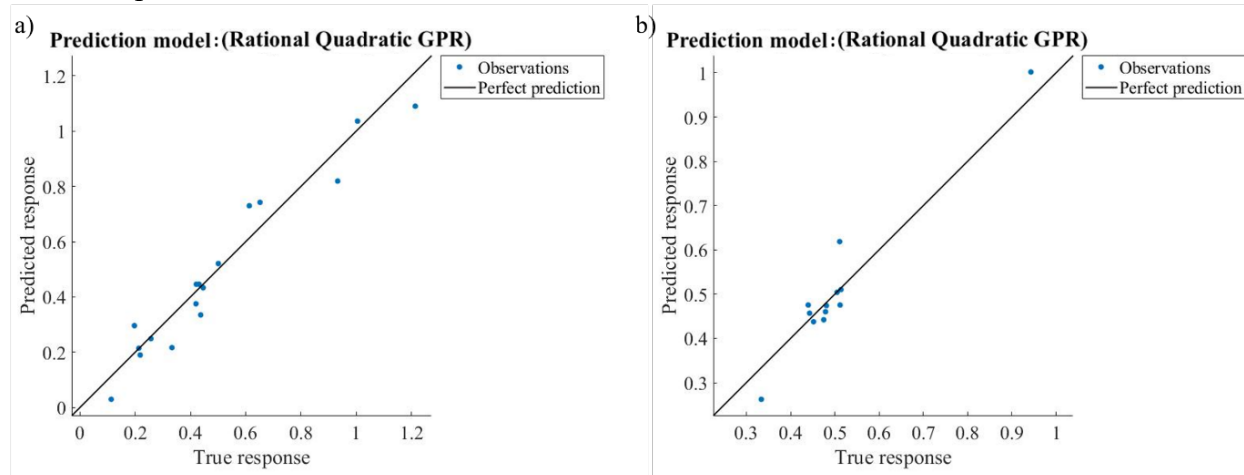 a)
Prediction model:(Rational Quadratic GPR)
Observations
Perfect prediction
1.2
1
0.8
0.6
0.4
0.2
0
Predicted response
0 0.2 0.4 0.6 0.8 1 1.2
True response
b)
Prediction model:(Rational Quadratic GPR)
Observations
Perfect prediction
1
0.9
0.8
0.7
0.6
0.5
0.4
0.3
Predicted response
0.3 0.4 0.5 0.6 0.7 0.8 0.9 1
True response